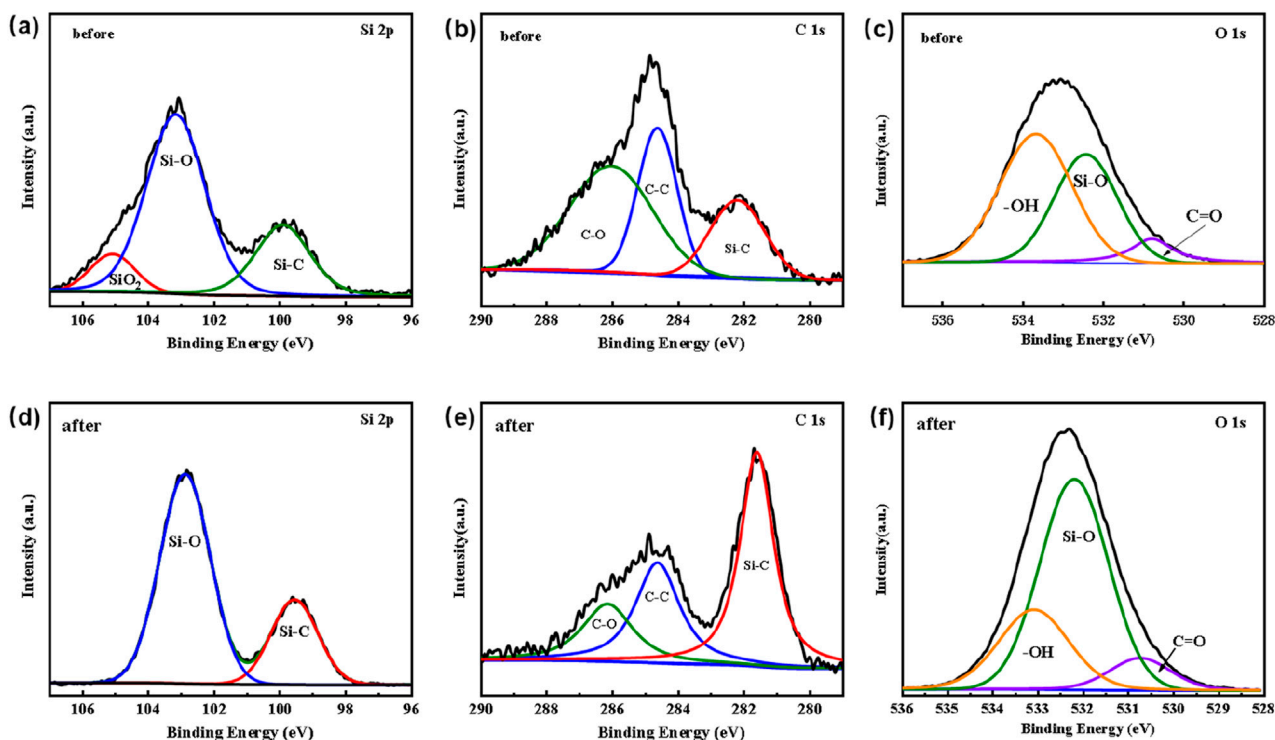 (a)
before
Si 2p
Intensity (a.u.)
Si-O
SiO2
Si-C
106 104 102 100 98 96
Binding Energy (eV)
(b)
before
C 1s
Intensity (a.u.)
C-O
C-C
Si-C
290 288 286 284 282 280
Binding Energy (eV)
(c)
before
O 1s
Intensity (a.u.)
-OH
Si-O
C=O
536 534 532 530 528
Binding Energy (eV)
(d)
after
Si 2p
Intensity (a.u.)
Si-O
Si-C
106 104 102 100 98 96
Binding Energy (eV)
(e)
after
C 1s
Intensity(a.u.)
C-O
C-C
Si-C
290 288 286 284 282 280
Binding Energy (eV)
(f)
after
O 1s
Intensity(a.u.)
-OH
Si-O
C=O
536 535 534 533 532 531 530 529 528
Binding Energy (eV)